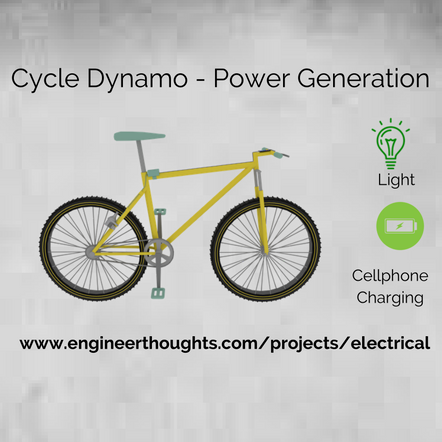 Cycle Dynamo - Power Generation
Light
Cellphone
Charging
www.engineerthoughts.com/projects/electrical